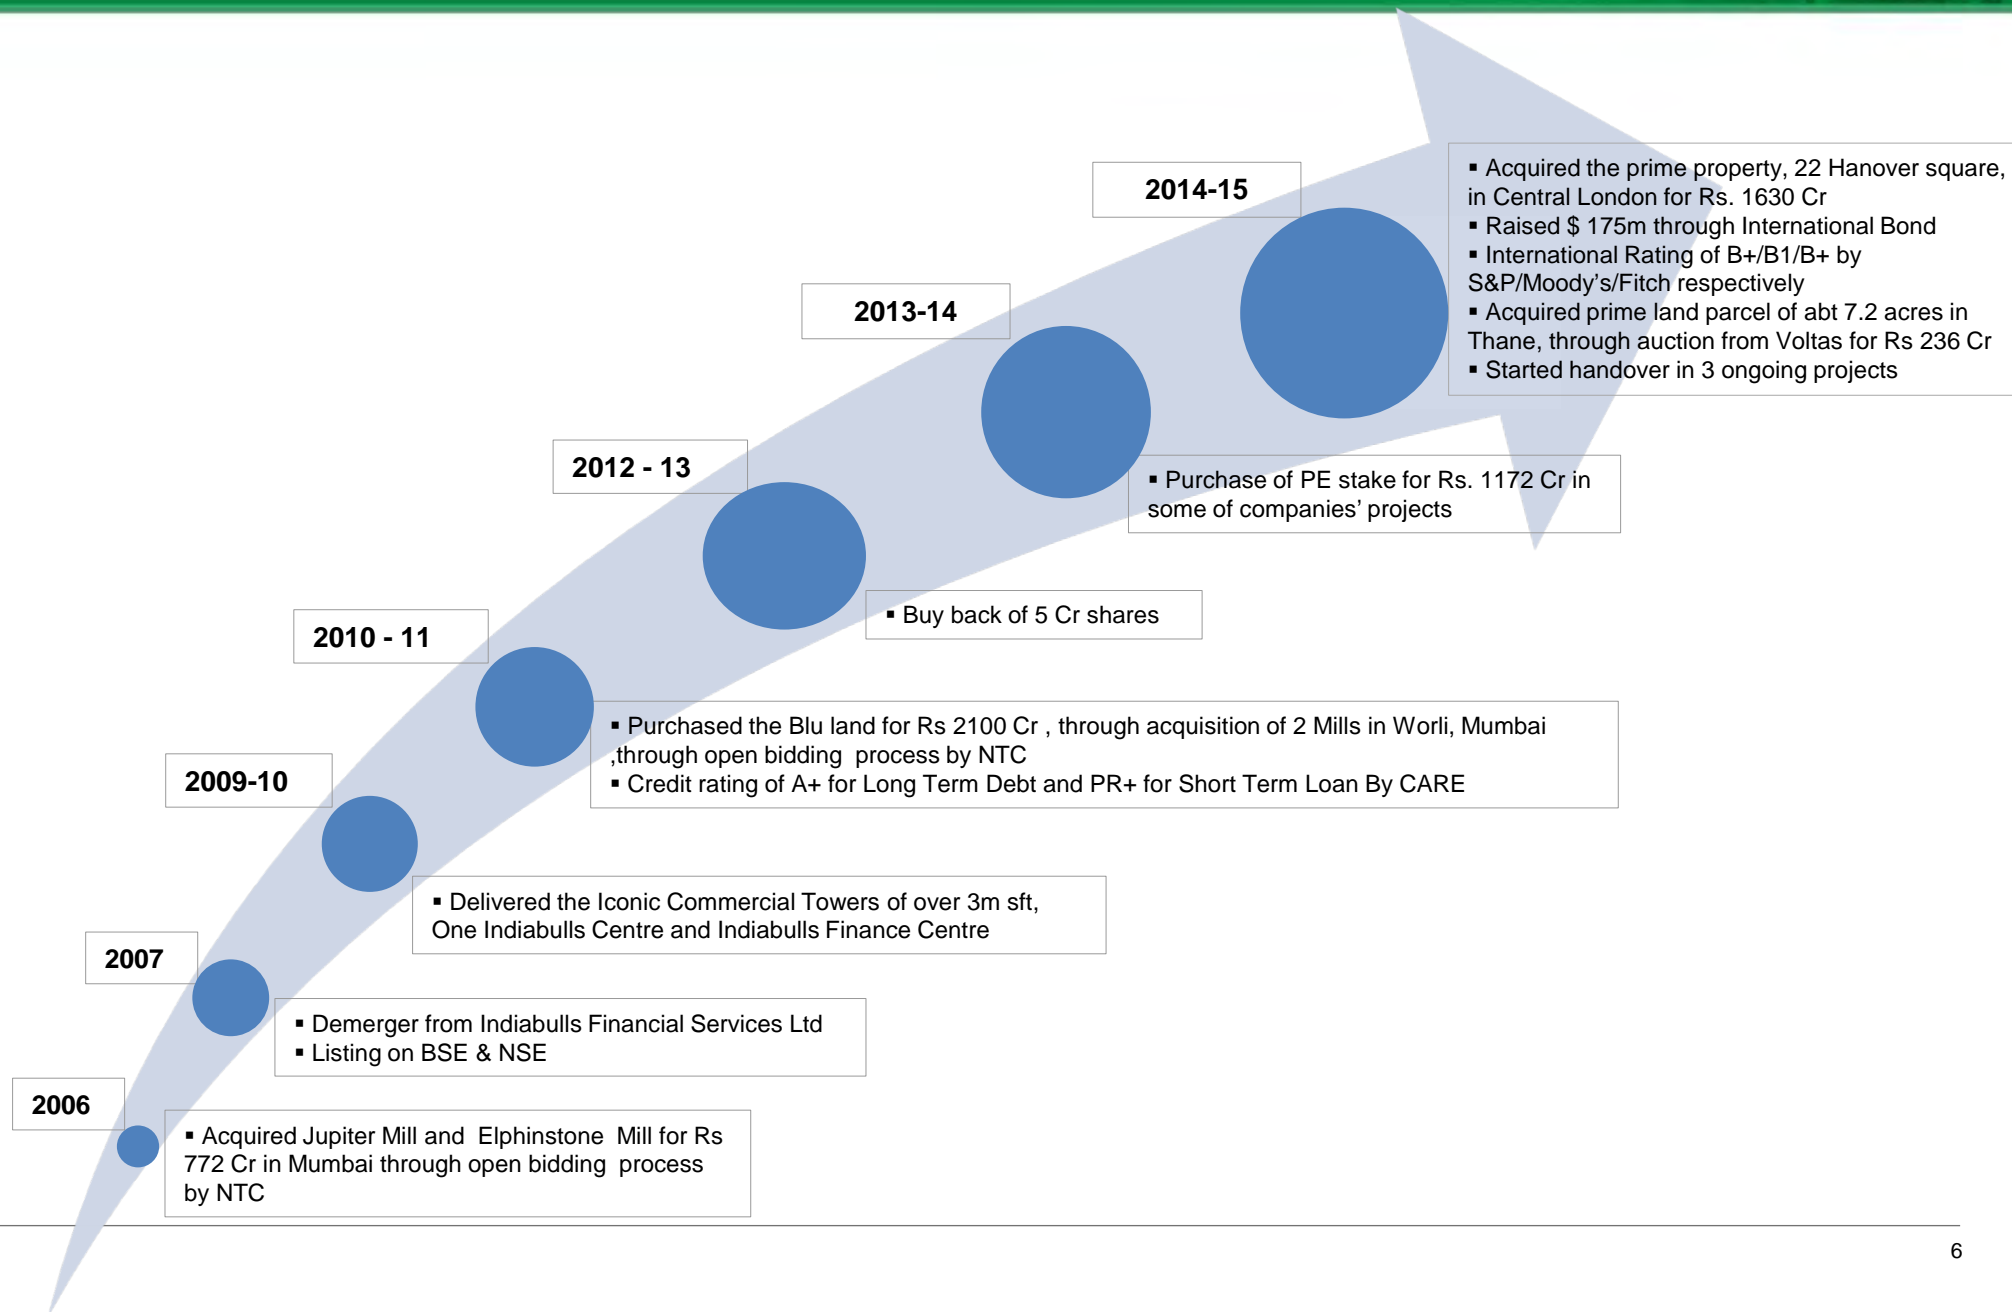 2014-15
▪ Acquired the prime property, 22 Hanover square,
in Central London for Rs. 1630 Cr
▪ Raised $ 175m through International Bond
▪ International Rating of B+/B1/B+ by
S&P/Moody’s/Fitch respectively
▪ Acquired prime land parcel of abt 7.2 acres in
Thane, through auction from Voltas for Rs 236 Cr
▪ Started handover in 3 ongoing projects
2013-14
▪ Purchase of PE stake for Rs. 1172 Cr in
some of companies’ projects
2012 - 13
▪ Buy back of 5 Cr shares
2010 - 11
▪ Purchased the Blu land for Rs 2100 Cr , through acquisition of 2 Mills in Worli, Mumbai
,through open bidding process by NTC
▪ Credit rating of A+ for Long Term Debt and PR+ for Short Term Loan By CARE
2009-10
▪ Delivered the Iconic Commercial Towers of over 3m sft,
One Indiabulls Centre and Indiabulls Finance Centre
2007
▪ Demerger from Indiabulls Financial Services Ltd
▪ Listing on BSE & NSE
2006
▪ Acquired Jupiter Mill and Elphinstone Mill for Rs
772 Cr in Mumbai through open bidding process
by NTC
6